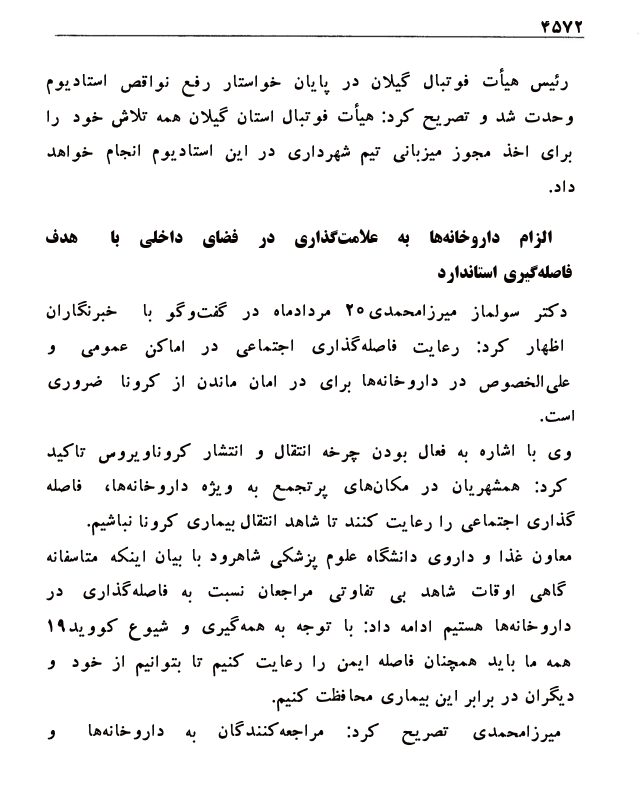 ۴۵۷۲
رئیس هیأت فوتبال گیلان در پایان خواستار رفع نواقص استادیوم
وحدت شد و تصریح کرد: هیأت فوتبال استان گیلان همه تلاش خود را
برای اخذ مجوز میزبانی تیم شهرداری در این استادیوم انجام خواهد
داد.
الزام داروخانه‌ها به علامت‌گذاری در فضای داخلی با هدف
فاصله‌گیری استاندارد
دکتر سولماز میرزامحمدی۲۰ مردادماه در گفت‌وگو با خبرنگاران
اظهار کرد: رعایت فاصله‌گذاری اجتماعی در اماکن عمومی و
علی‌الخصوص در داروخانه‌ها برای در امان ماندن از کرونا ضروری
است.
وی با اشاره به فعال بودن چرخه انتقال و انتشار کروناویروس تاکید
کرد: همشهریان در مکان‌های پرتجمع به ویژه داروخانه‌ها، فاصله
گذاری اجتماعی را رعایت کنند تا شاهد انتقال بیماری کرونا نباشیم.
معاون غذا و داروی دانشگاه علوم پزشکی شاهرود با بیان اینکه متاسفانه
گاهی اوقات شاهد بی تفاوتی مراجعان نسبت به فاصله‌گذاری در
داروخانه‌ها هستیم ادامه داد: با توجه به همه‌گیری و شیوع کووید۱۹
همه ما باید همچنان فاصله ایمن را رعایت کنیم تا بتوانیم از خود و
دیگران در برابر این بیماری محافظت کنیم.
میرزامحمدی تصریح کرد: مراجعه‌کنندگان به داروخانه‌ها و